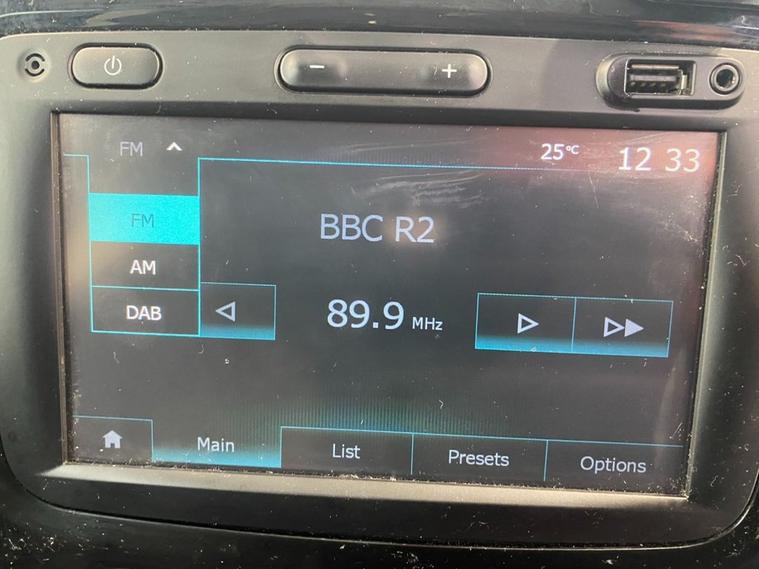 FM
25°C
12 33
FM
BBC R2
AM
DAB
89.9 MHz
Main
List
Presets
Options